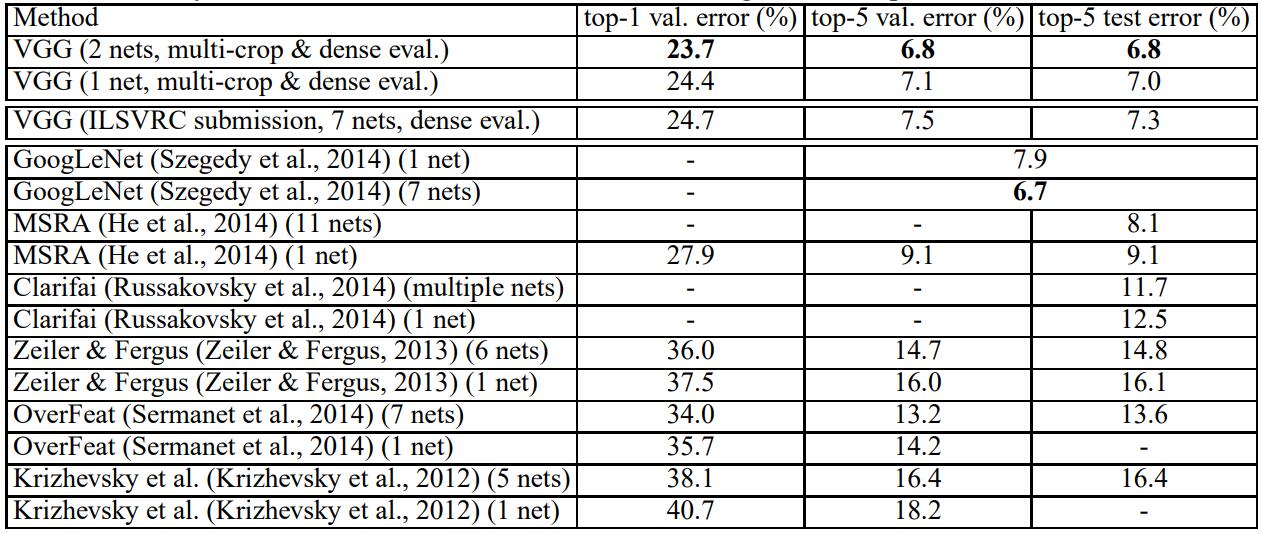 Method top-1 val. error (%) top-5 val. error (%) top-5 test error (%)
VGG (2 nets, multi-crop & dense eval.) 23.7 6.8 6.8
VGG (1 net, multi-crop & dense eval.) 24.4 7.1 7.0
VGG (ILSVRC submission, 7 nets, dense eval.) 24.7 7.5 7.3
GoogLeNet (Szegedy et al., 2014) (1 net) - 7.9
GoogLeNet (Szegedy et al., 2014) (7 nets) - 6.7
MSRA (He et al., 2014) (11 nets) - - 8.1
MSRA (He et al., 2014) (1 net) 27.9 9.1 9.1
Clarifai (Russakovsky et al., 2014) (multiple nets) - - 11.7
Clarifai (Russakovsky et al., 2014) (1 net) - - 12.5
Zeiler & Fergus (Zeiler & Fergus, 2013) (6 nets) 36.0 14.7 14.8
Zeiler & Fergus (Zeiler & Fergus, 2013) (1 net) 37.5 16.0 16.1
OverFeat (Sermanet et al., 2014) (7 nets) 34.0 13.2 13.6
OverFeat (Sermanet et al., 2014) (1 net) 35.7 14.2 -
Krizhevsky et al. (Krizhevsky et al., 2012) (5 nets) 38.1 16.4 16.4
Krizhevsky et al. (Krizhevsky et al., 2012) (1 net) 40.7 18.2 -